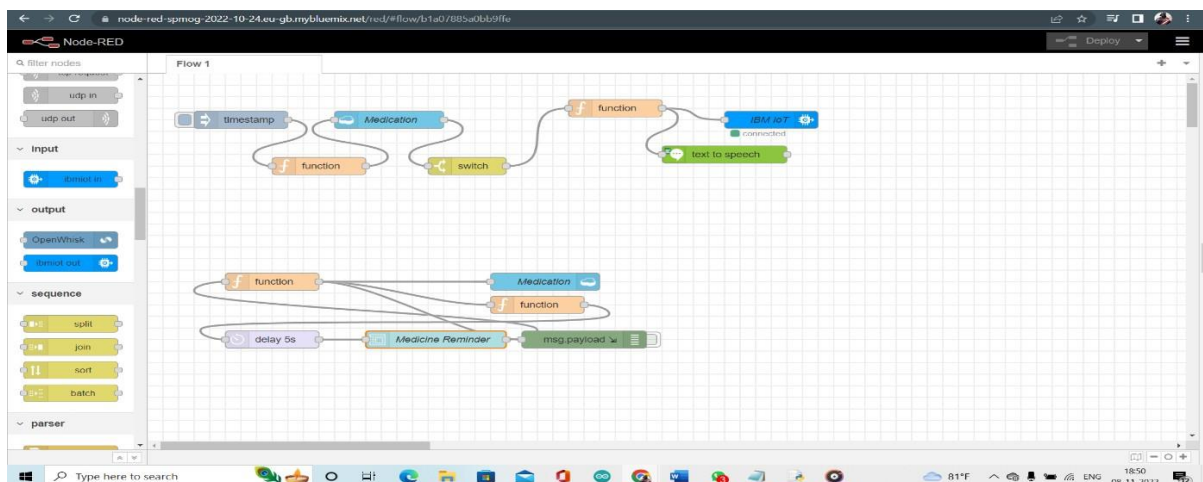 node-red-spmog-2022-10-24.eu-gb.mybluemix.net/red/#flow/b1a07885a0bb9ffe
Node-RED
Deploy
filter nodes
Flow 1
udp in
udp out
input
ibmiot in
output
OpenWhisk
ibmiot out
sequence
split
join
sort
batch
parser
timestamp
Medication
function
function
switch
IBM IoT
connected
text to speech
function
Medication
function
delay 5s
Medicine Reminder
msg.payload
Type here to search
81°F
ENG
18:50